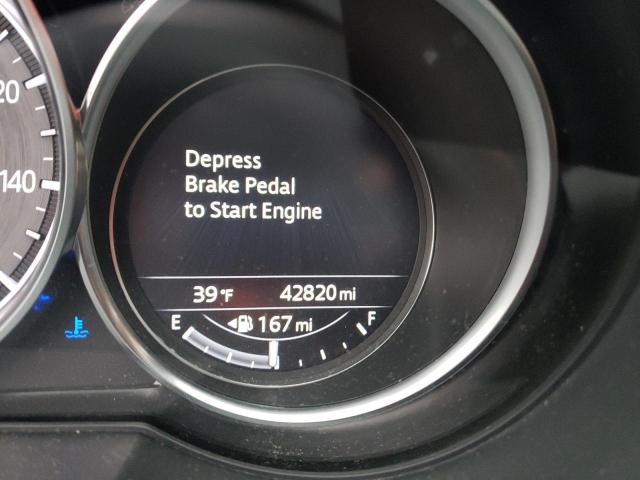 20
140
Depress
Brake Pedal
to Start Engine
39°F 42820 mi
E 167 mi F